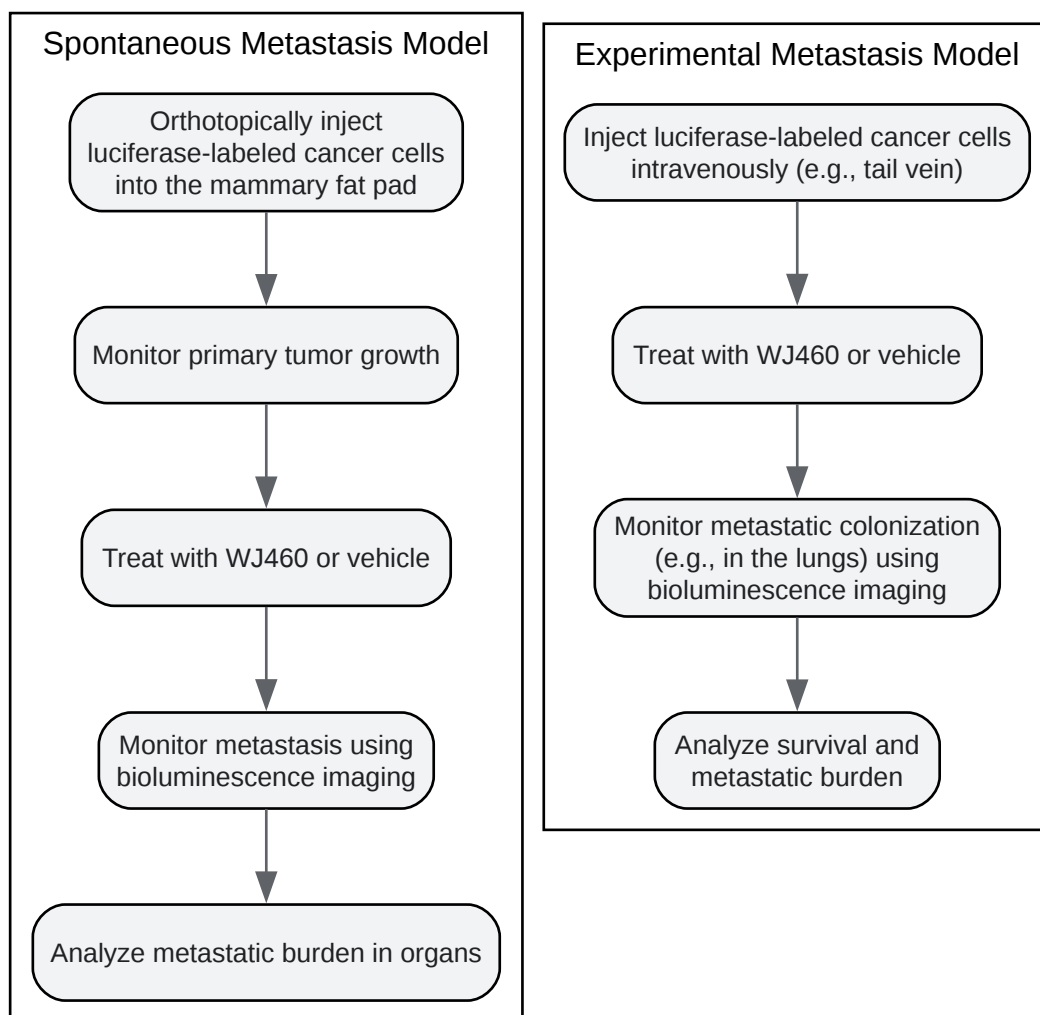 Spontaneous Metastasis Model
Orthotopically inject
luciferase-labeled cancer cells
into the mammary fat pad
Monitor primary tumor growth
Treat with WJ460 or vehicle
Monitor metastasis using
bioluminescence imaging
Analyze metastatic burden in organs
Experimental Metastasis Model
Inject luciferase-labeled cancer cells
intravenously (e.g., tail vein)
Treat with WJ460 or vehicle
Monitor metastatic colonization
(e.g., in the lungs) using
bioluminescence imaging
Analyze survival and
metastatic burden